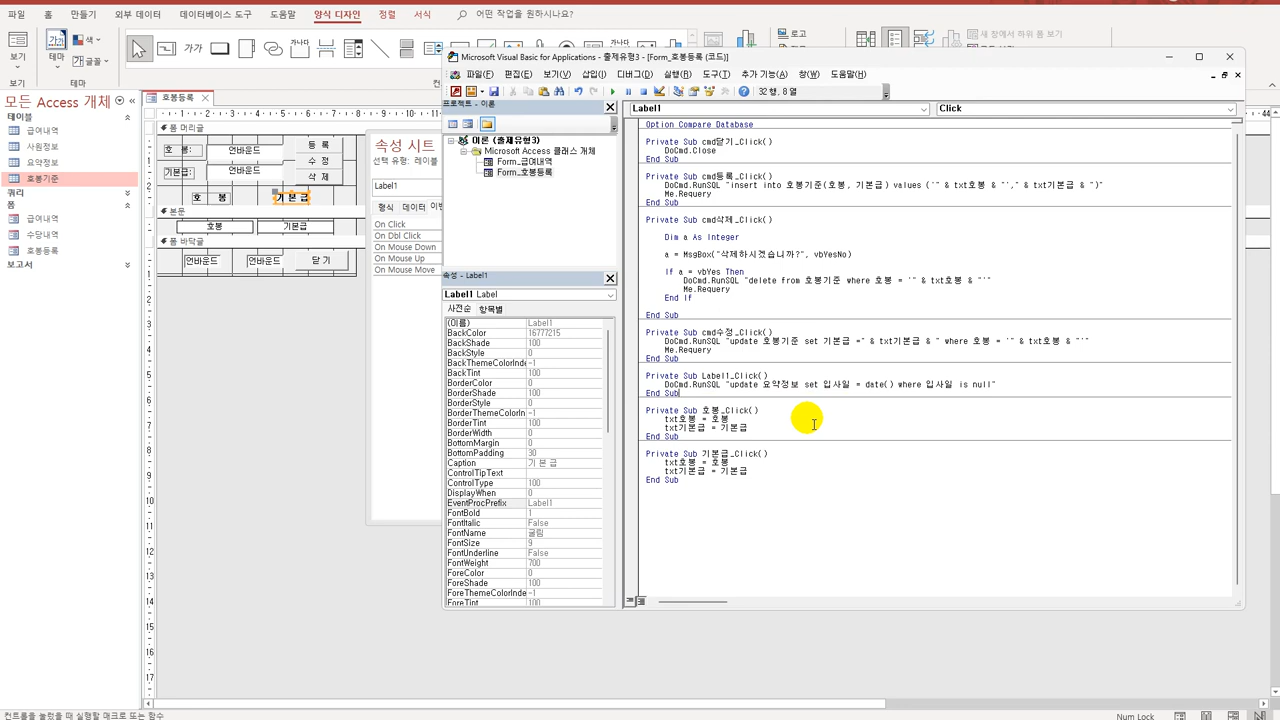 파일 홈 만들기 외부 데이터 데이터베이스 도구 도움말 양식 디자인 정렬 서식 어떤 작업을 원하시나요?
보기
보기
테마
색
글꼴
테마
가가
로고
새 창에서 하위 폼 보기
모든 Access 개체
테이블
급여내역
사원정보
요약정보
호봉기준
쿼리
폼
급여내역
수당내역
호봉등록
보고서
호봉등록
폼 머리글
호 봉: 언바운드 등 록
수 정
기본급: 언바운드
삭 제
호 봉 기 본 급
본문
호봉 기본급
폼 바닥글
언바운드 언바운드 닫 기
속성 시트
선택 유형: 레이블
Label1
형식 데이터
On Click
On Dbl Click
On Mouse Down
On Mouse Up
On Mouse Move
Microsoft Visual Basic for Applications - 출제유형3 - [Form_호봉등록 (코드)]
파일(F) 편집(E) 보기(V) 삽입(I) 디버그(D) 실행(R) 도구(T) 추가 기능(A) 창(W) 도움말(H)
32 행, 8 열
프로젝트 - 이론
이론 (출제유형3)
Microsoft Access 클래스 개체
Form_급여내역
Form_호봉등록
속성 - Label1
Label1 Label
사전순 항목별
(이름) Label1
BackColor 16777215
BackShade 100
BackStyle 0
BackThemeColorIndex -1
BackTint 100
BorderColor 0
BorderShade 100
BorderStyle 0
BorderThemeColorIn -1
BorderTint 100
BorderWidth 0
BottomMargin 0
BottomPadding 30
Caption 기 본 급
ControlTipText
ControlType 100
DisplayWhen 0
EventProcPrefix Label1
FontBold 1
FontItalic False
FontName 굴림
FontSize 9
FontUnderline False
FontWeight 700
ForeColor 0
ForeShade 100
ForeThemeColorInde -1
ForeTint 100
Label1 Click
Option Compare Database
Private Sub cmd닫기_Click()
DoCmd.Close
End Sub
Private Sub cmd등록_Click()
DoCmd.RunSQL "insert into 호봉기준(호봉, 기본급) values ('" & txt호봉 & "'," & txt기본급 & ")"
Me.Requery
End Sub
Private Sub cmd삭제_Click()
Dim a As Integer
a = MsgBox("삭제하시겠습니까?", vbYesNo)
If a = vbYes Then
DoCmd.RunSQL "delete from 호봉기준 where 호봉 = '" & txt호봉 & "'"
Me.Requery
End If
End Sub
Private Sub cmd수정_Click()
DoCmd.RunSQL "update 호봉기준 set 기본급 =" & txt기본급 & " where 호봉 = '" & txt호봉 & "'"
Me.Requery
End Sub
Private Sub Label1_Click()
DoCmd.RunSQL "update 요약정보 set 입사일 = date() where 입사일 is null"
End Sub
Private Sub 호봉_Click()
txt호봉 = 호봉
txt기본급 = 기본급
End Sub
Private Sub 기본급_Click()
txt호봉 = 호봉
txt기본급 = 기본급
End Sub
컨트롤을 눌렀을 때 실행할 매크로 또는 함수
Num Lock